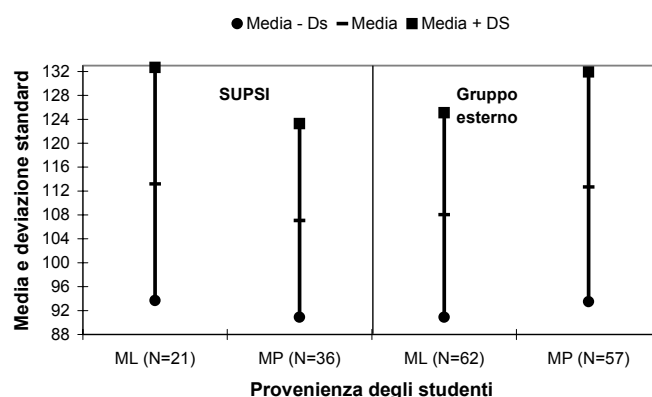 Media - Ds Media Media + DS
Media e deviazione standard
132
128
124
120
116
112
108
104
100
96
92
88
SUPSI
Gruppo
esterno
ML (N=21) MP (N=36) ML (N=62) MP (N=57)
Provenienza degli studenti